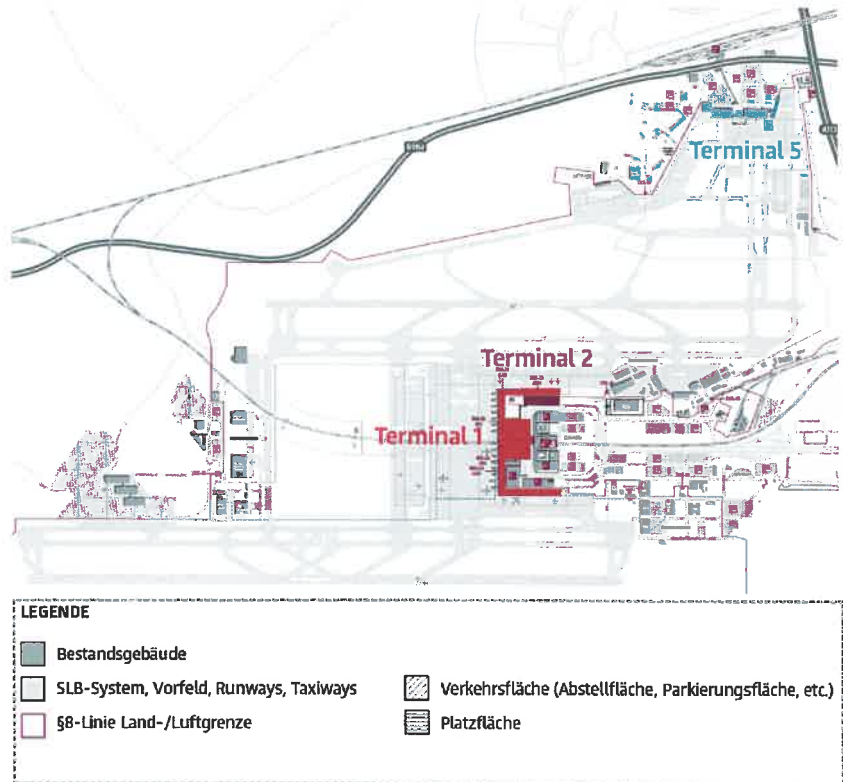 Terminal 5
Terminal 2
Terminal 1
LEGENDE
Bestandsgebäude
SLB-System, Vorfeld, Runways, Taxiways
Verkehrsfläche (Abstellfläche, Parkierungsfläche, etc.)
§8-Linie Land-/Luftgrenze
Platzfläche